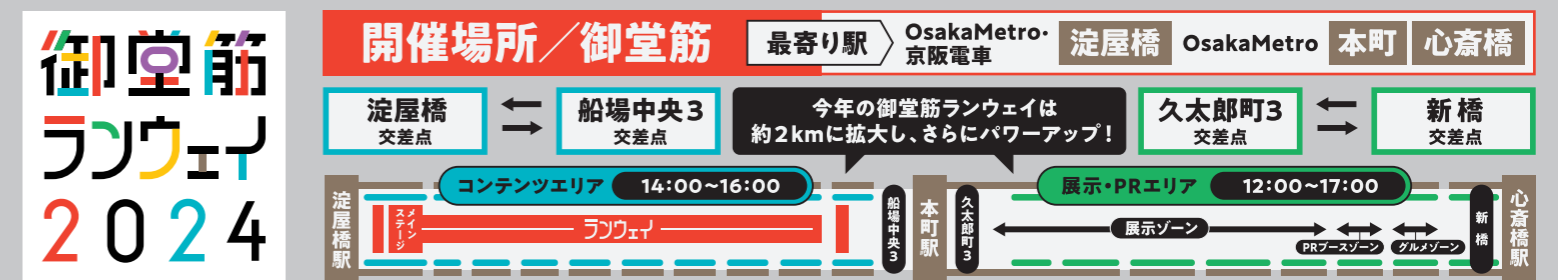 御堂筋
ランウェイ
2024
開催場所／御堂筋
最寄り駅
OsakaMetro・
京阪電車
淀屋橋
OsakaMetro
本町
心斎橋
淀屋橋
交差点
船場中央3
交差点
今年の御堂筋ランウェイは
約2kmに拡大し、さらにパワーアップ！
久太郎町3
交差点
新橋
交差点
コンテンツエリア 14:00〜16:00
展示・PRエリア 12:00〜17:00
淀屋橋駅
メイン
ステージ
ランウェイ
船場中央3
本町駅
久太郎町3
展示ゾーン
PRブースゾーン
グルメゾーン
新橋
心斎橋駅